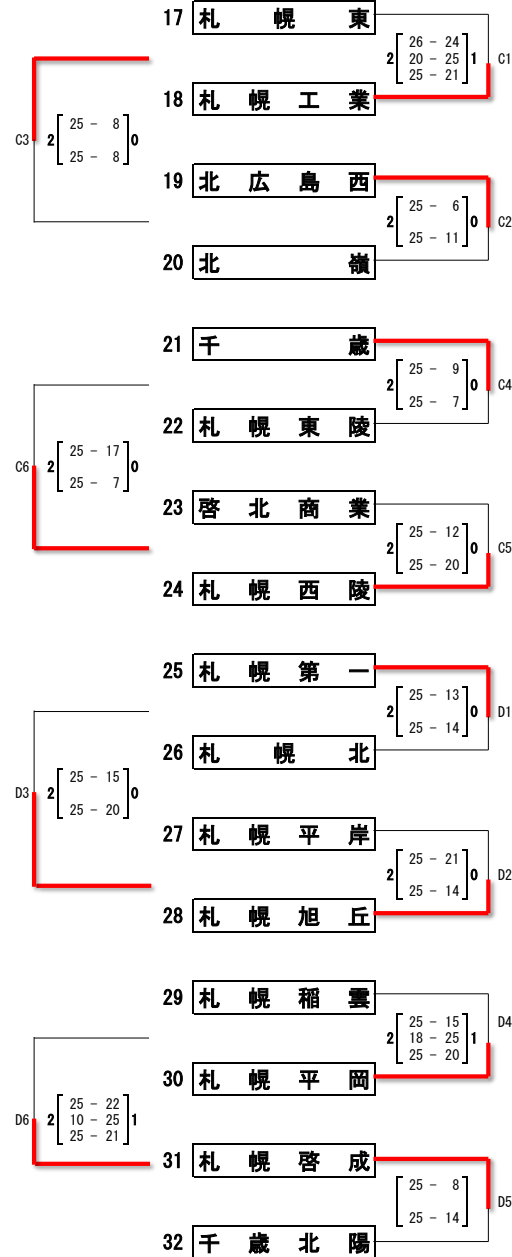 17 札幌東
2 26 - 24 1 C1
20 - 25
25 - 21
18 札幌工業
C3 2 25 - 8 0
25 - 8
19 北広島西
2 25 - 6 0 C2
25 - 11
20 北嶺
21 千歳
2 25 - 9 0 C4
25 - 7
22 札幌東陵
C6 2 25 - 17 0
25 - 7
23 啓北商業
2 25 - 12 0 C5
25 - 20
24 札幌西陵
25 札幌第一
2 25 - 13 0 D1
25 - 14
26 札幌北
D3 2 25 - 15 0
25 - 20
27 札幌平岸
2 25 - 21 0 D2
25 - 14
28 札幌旭丘
29 札幌稲雲
2 25 - 15 1 D4
18 - 25
25 - 20
30 札幌平岡
D6 2 25 - 22 1
10 - 25
25 - 21
31 札幌啓成
25 - 8 D5
25 - 14
32 千歳北陽